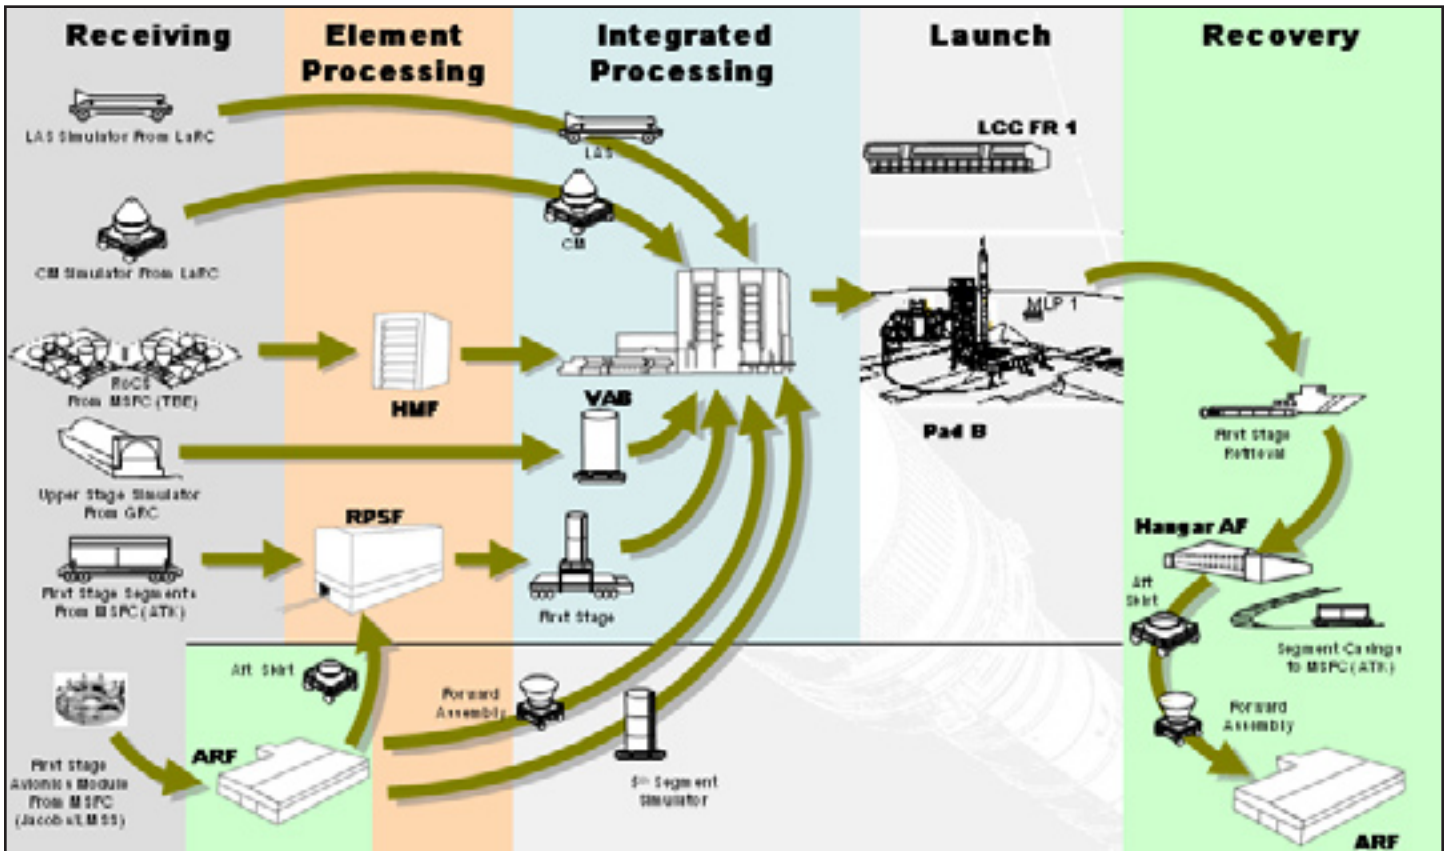 Receiving
Element
Processing
Integrated
Processing
Launch
Recovery
LAS Simulator From LaRC
LAS
LCC FR 1
CM Simulator From LaRC
CM
MLP 1
RoCS
From MSFC (TBE)
HMF
VAB
Pad B
First Stage
Retrieval
Upper Stage Simulator
From GRC
RPSF
Hangar AF
First Stage Segments
From MSFC (ATK)
First Stage
Aft
Skirt
Segment Casings
to MSFC (ATK)
Aft Skirt
Forward
Assembly
Forward
Assembly
ARF
First Stage
Avionics Module
From MSFC
(Jacobs/LMSS)
5th Segment
Simulator
ARF